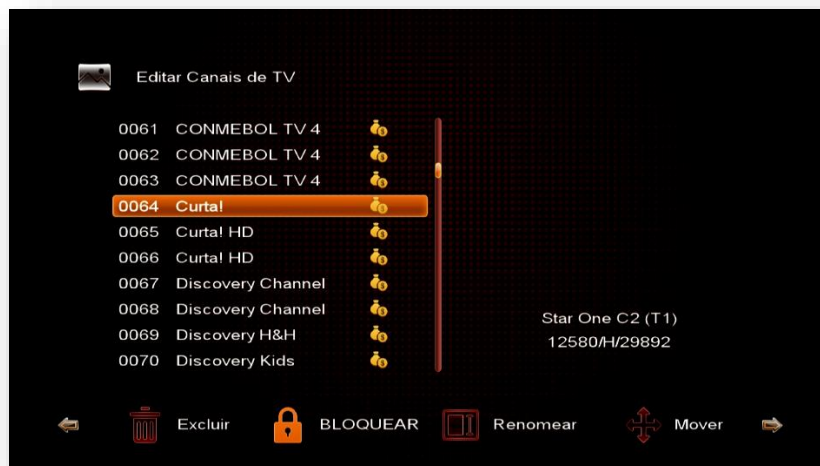 Editar Canais de TV
0061 CONMEBOL TV 4
0062 CONMEBOL TV 4
0063 CONMEBOL TV 4
0064 Curta!
0065 Curta! HD
0066 Curta! HD
0067 Discovery Channel
0068 Discovery Channel
0069 Discovery H&H
0070 Discovery Kids
Star One C2 (T1)
12580/H/29892
Excluir BLOQUEAR Renomear Mover